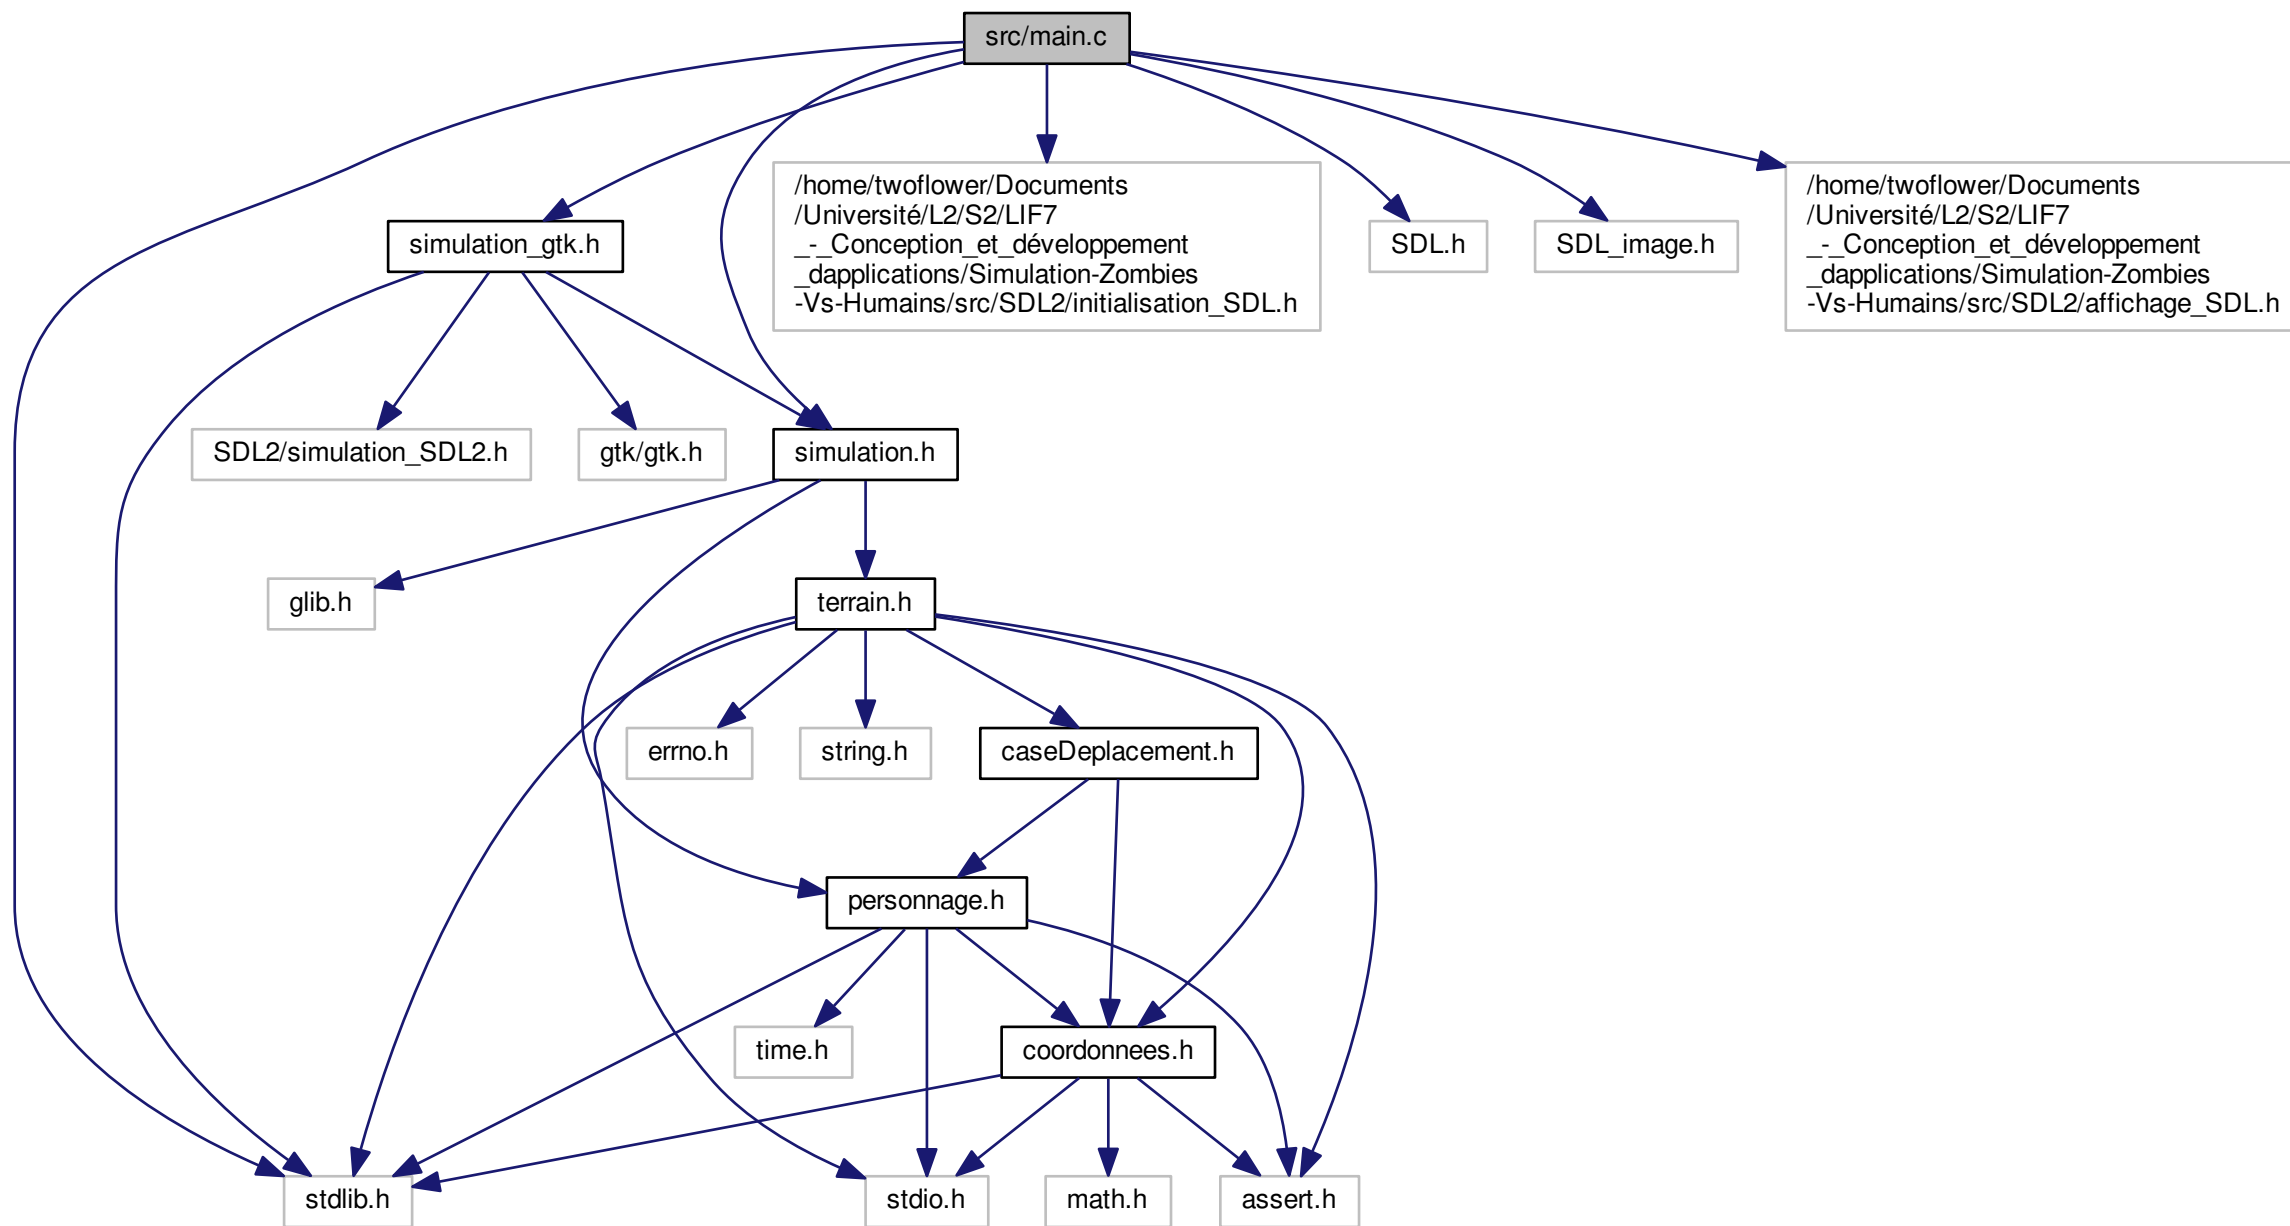 src/main.c
/home/twoflower/Documents
/Université/L2/S2/LIF7
_-_Conception_et_développement
_dapplications/Simulation-Zombies
-Vs-Humains/src/SDL2/initialisation_SDL.h
/home/twoflower/Documents
/Université/L2/S2/LIF7
_-_Conception_et_développement
_dapplications/Simulation-Zombies
-Vs-Humains/src/SDL2/affichage_SDL.h
simulation_gtk.h
SDL.h
SDL_image.h
SDL2/simulation_SDL2.h
gtk/gtk.h
simulation.h
glib.h
terrain.h
errno.h
string.h
caseDeplacement.h
personnage.h
time.h
coordonnees.h
stdlib.h
stdio.h
math.h
assert.h